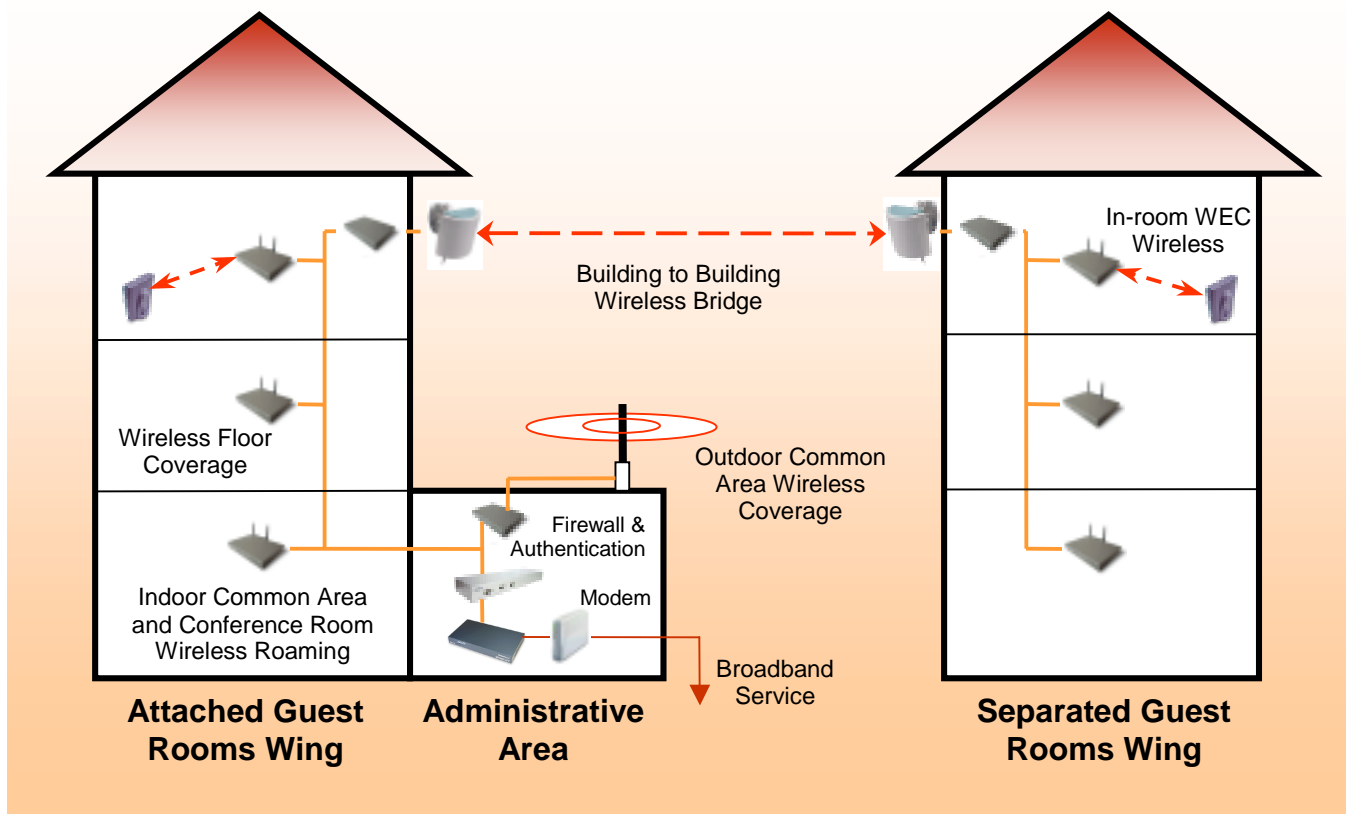 In-room WEC
Wireless
Building to Building
Wireless Bridge
Wireless Floor
Coverage
Outdoor Common
Area Wireless
Coverage
Firewall &
Authentication
Modem
Indoor Common Area
and Conference Room
Wireless Roaming
Broadband
Service
Attached Guest
Rooms Wing
Administrative
Area
Separated Guest
Rooms Wing